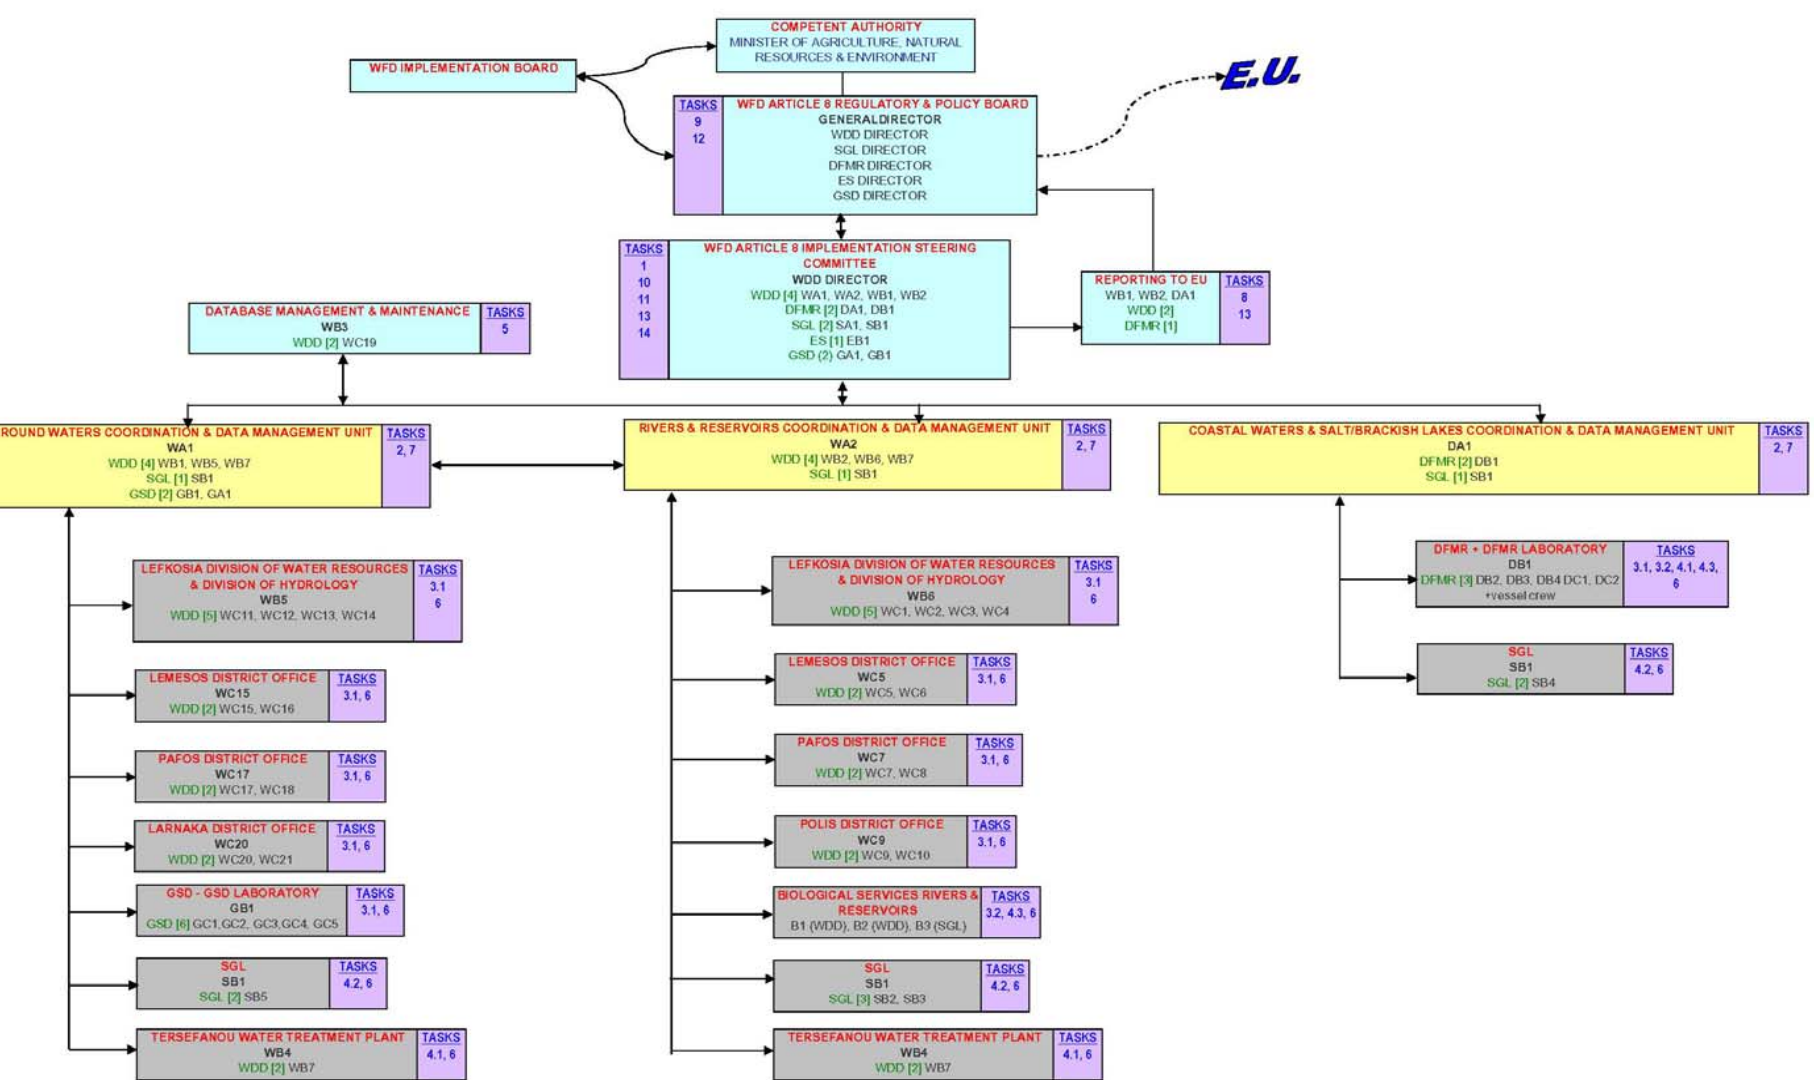 COMPETENT AUTHORITY
MINISTER OF AGRICULTURE, NATURAL
RESOURCES & ENVIRONMENT
WFD IMPLEMENTATION BOARD
E.U.
TASKS
9
12
WFD ARTICLE 8 REGULATORY & POLICY BOARD
GENERALDIRECTOR
WDD DIRECTOR
SGL DIRECTOR
DFMR DIRECTOR
ES DIRECTOR
GSD DIRECTOR
TASKS
1
10
11
13
14
WFD ARTICLE 8 IMPLEMENTATION STEERING
COMMITTEE
WDD DIRECTOR
WDD [4] WA1, WA2, WB1, WB2
DFMR [2] DA1, DB1
SGL [2] SA1, SB1
ES [1] EB1
GSD (2) GA1, GB1
REPORTING TO EU
WB1, WB2, DA1
WDD [2]
DFMR [1]
TASKS
8
13
DATABASE MANAGEMENT & MAINTENANCE
WB3
WDD [2] WC19
TASKS
5
ROUND WATERS COORDINATION & DATA MANAGEMENT UNIT
WA1
WDD [4] WB1, WB5, WB7
SGL [1] SB1
GSD [2] GB1, GA1
TASKS
2, 7
RIVERS & RESERVOIRS COORDINATION & DATA MANAGEMENT UNIT
WA2
WDD [4] WB2, WB6, WB7
SGL [1] SB1
TASKS
2, 7
COASTAL WATERS & SALT/BRACKISH LAKES COORDINATION & DATA MANAGEMENT UNIT
DA1
DFMR [2] DB1
SGL [1] SB1
TASKS
2, 7
LEFKOSIA DIVISION OF WATER RESOURCES
& DIVISION OF HYDROLOGY
WB5
WDD [5] WC11, WC12, WC13, WC14
TASKS
3.1
6
LEMESOS DISTRICT OFFICE
WC15
WDD [2] WC15, WC16
TASKS
3.1, 6
PAFOS DISTRICT OFFICE
WC17
WDD [2] WC17, WC18
TASKS
3.1, 6
LARNAKA DISTRICT OFFICE
WC20
WDD [2] WC20, WC21
TASKS
3.1, 6
GSD - GSD LABORATORY
GB1
GSD [6] GC1,GC2, GC3,GC4, GC5
TASKS
3.1, 6
SGL
SB1
SGL [2] SB5
TASKS
4.2, 6
TERSEFANOU WATER TREATMENT PLANT
WB4
WDD [2] WB7
TASKS
4.1, 6
LEFKOSIA DIVISION OF WATER RESOURCES
& DIVISION OF HYDROLOGY
WB6
WDD [5] WC1, WC2, WC3, WC4
TASKS
3.1
6
LEMESOS DISTRICT OFFICE
WC5
WDD [2] WC5, WC6
TASKS
3.1, 6
PAFOS DISTRICT OFFICE
WC7
WDD [2] WC7, WC8
TASKS
3.1, 6
POLIS DISTRICT OFFICE
WC9
WDD [2] WC9, WC10
TASKS
3.1, 6
BIOLOGICAL SERVICES RIVERS &
RESERVOIRS
B1 (WDD), B2 (WDD), B3 (SGL)
TASKS
3.2, 4.3, 6
SGL
SB1
SGL [3] SB2, SB3
TASKS
4.2, 6
TERSEFANOU WATER TREATMENT PLANT
WB4
WDD [2] WB7
TASKS
4.1, 6
DFMR + DFMR LABORATORY
DB1
DFMR [3] DB2, DB3, DB4 DC1, DC2
+vessel crew
TASKS
3.1, 3.2, 4.1, 4.3,
6
SGL
SB1
SGL [2] SB4
TASKS
4.2, 6